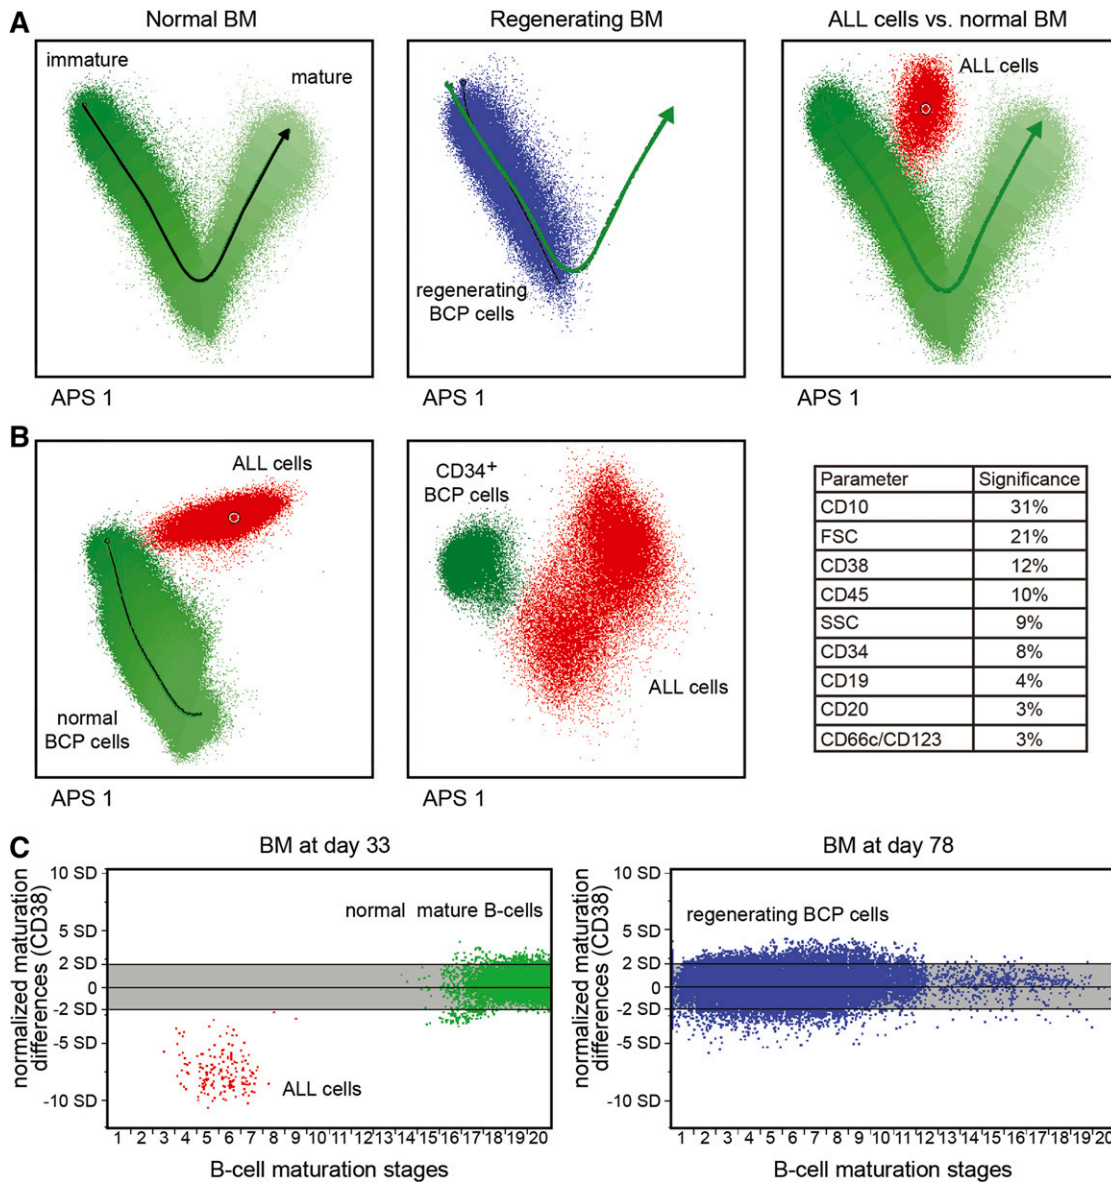 A
Normal BM
Regenerating BM
ALL cells vs. normal BM
immature
mature
regenerating
BCP cells
ALL cells
APS 1
APS 1
APS 1
B
ALL cells
normal
BCP cells
CD34+
BCP cells
ALL cells
APS 1
APS 1
Parameter Significance
CD10 31%
FSC 21%
CD38 12%
CD45 10%
SSC 9%
CD34 8%
CD19 4%
CD20 3%
CD66c/CD123 3%
C
BM at day 33
normalized maturation
differences (CD38)
10 SD
5 SD
2 SD
0
-2 SD
-5 SD
-10 SD
normal mature B-cells
ALL cells
1 2 3 4 5 6 7 8 9 10 11 12 13 14 15 16 17 18 19 20
B-cell maturation stages
BM at day 78
normalized maturation
differences (CD38)
10 SD
5 SD
2 SD
0
-2 SD
-5 SD
-10 SD
regenerating BCP cells
1 2 3 4 5 6 7 8 9 10 11 12 13 14 15 16 17 18 19 20
B-cell maturation stages